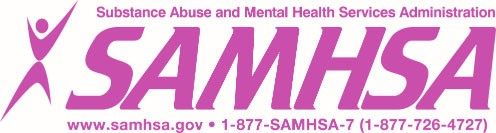 Substance Abuse and Mental Health Services Administration
SAMHSA
www.samhsa.gov • 1-877-SAMHSA-7 (1-877-726-4727)